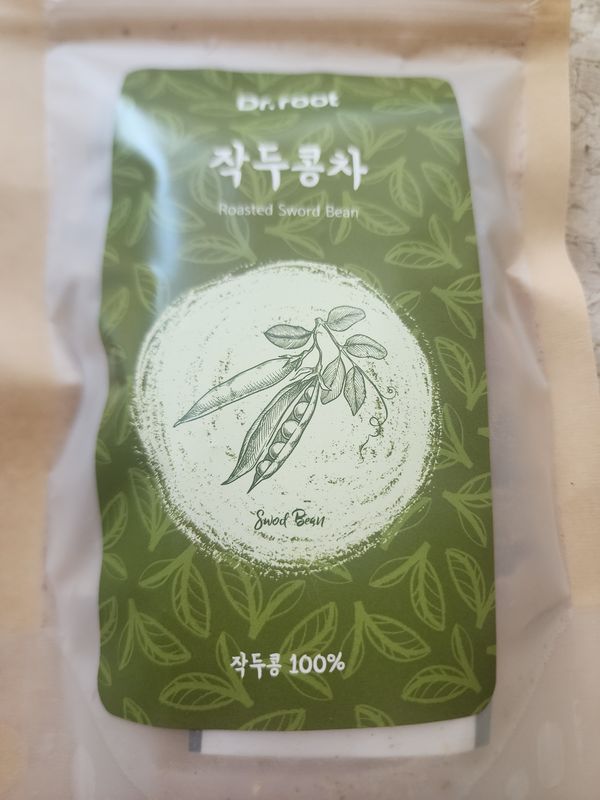 Dr.root
작두콩차
Roasted Sword Bean
Swod Bean
작두콩 100%